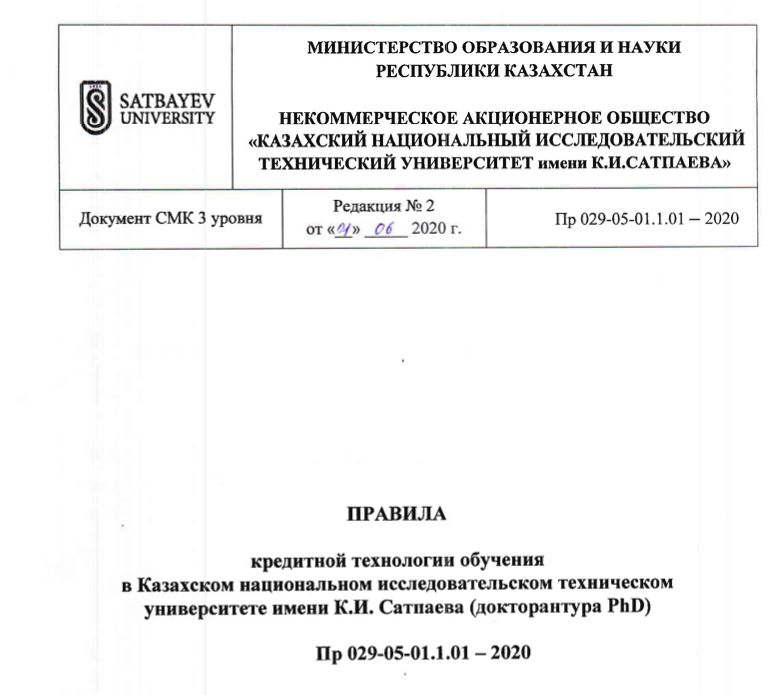 SATBAYEV
UNIVERSITY
МИНИСТЕРСТВО ОБРАЗОВАНИЯ И НАУКИ
РЕСПУБЛИКИ КАЗАХСТАН
НЕКОММЕРЧЕСКОЕ АКЦИОНЕРНОЕ ОБЩЕСТВО
«КАЗАХСКИЙ НАЦИОНАЛЬНЫЙ ИССЛЕДОВАТЕЛЬСКИЙ
ТЕХНИЧЕСКИЙ УНИВЕРСИТЕТ имени К.И.САТПАЕВА»
Документ СМК 3 уровня
Редакция № 2
от «01» 06 2020 г.
Пр 029-05-01.1.01 – 2020
ПРАВИЛА
кредитной технологии обучения
в Казахском национальном исследовательском техническом
университете имени К.И. Сатпаева (докторантура PhD)
Пр 029-05-01.1.01 – 2020